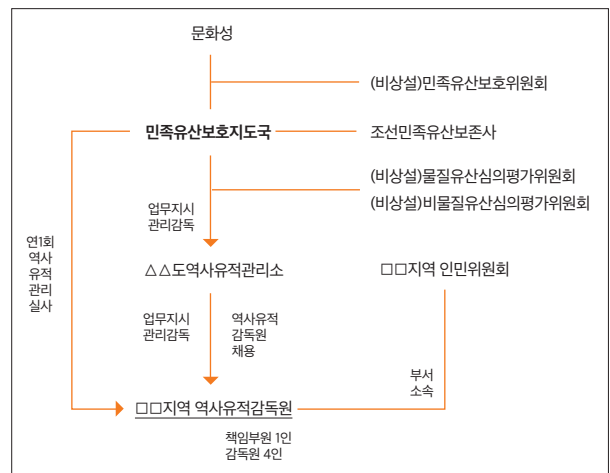 문화성
(비상설)민족유산보호위원회
민족유산보호지도국
조선민족유산보존사
(비상설)물질유산심의평가위원회
(비상설)비물질유산심의평가위원회
업무지시
관리감독
연1회
역사
유적
관리
실사
△△도역사유적관리소
□□지역 인민위원회
업무지시
관리감독
역사유적
감독원
채용
부서
소속
□□지역 역사유적감독원
책임부원 1인
감독원 4인